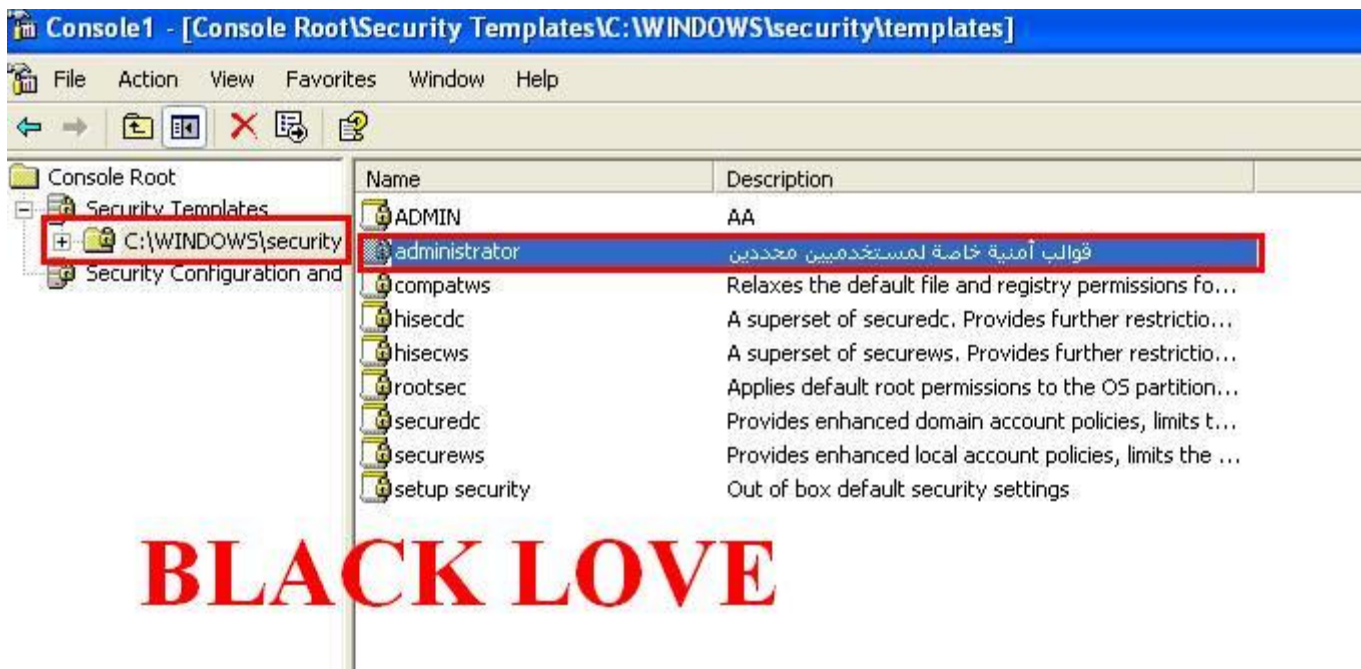 Console1 - [Console Root\Security Templates\C:\WINDOWS\security\templates]
File Action View Favorites Window Help
Console Root
Security Templates
C:\WINDOWS\security
Security Configuration and
Name Description
ADMIN AA
administrator قوالب أمنية خاصة لمستخدميين محددين
compatws Relaxes the default file and registry permissions fo...
hisecdc A superset of securedc. Provides further restrictio...
hisecws A superset of securews. Provides further restrictio...
rootsec Applies default root permissions to the OS partition...
securedc Provides enhanced domain account policies, limits t...
securews Provides enhanced local account policies, limits the ...
setup security Out of box default security settings
BLACK LOVE